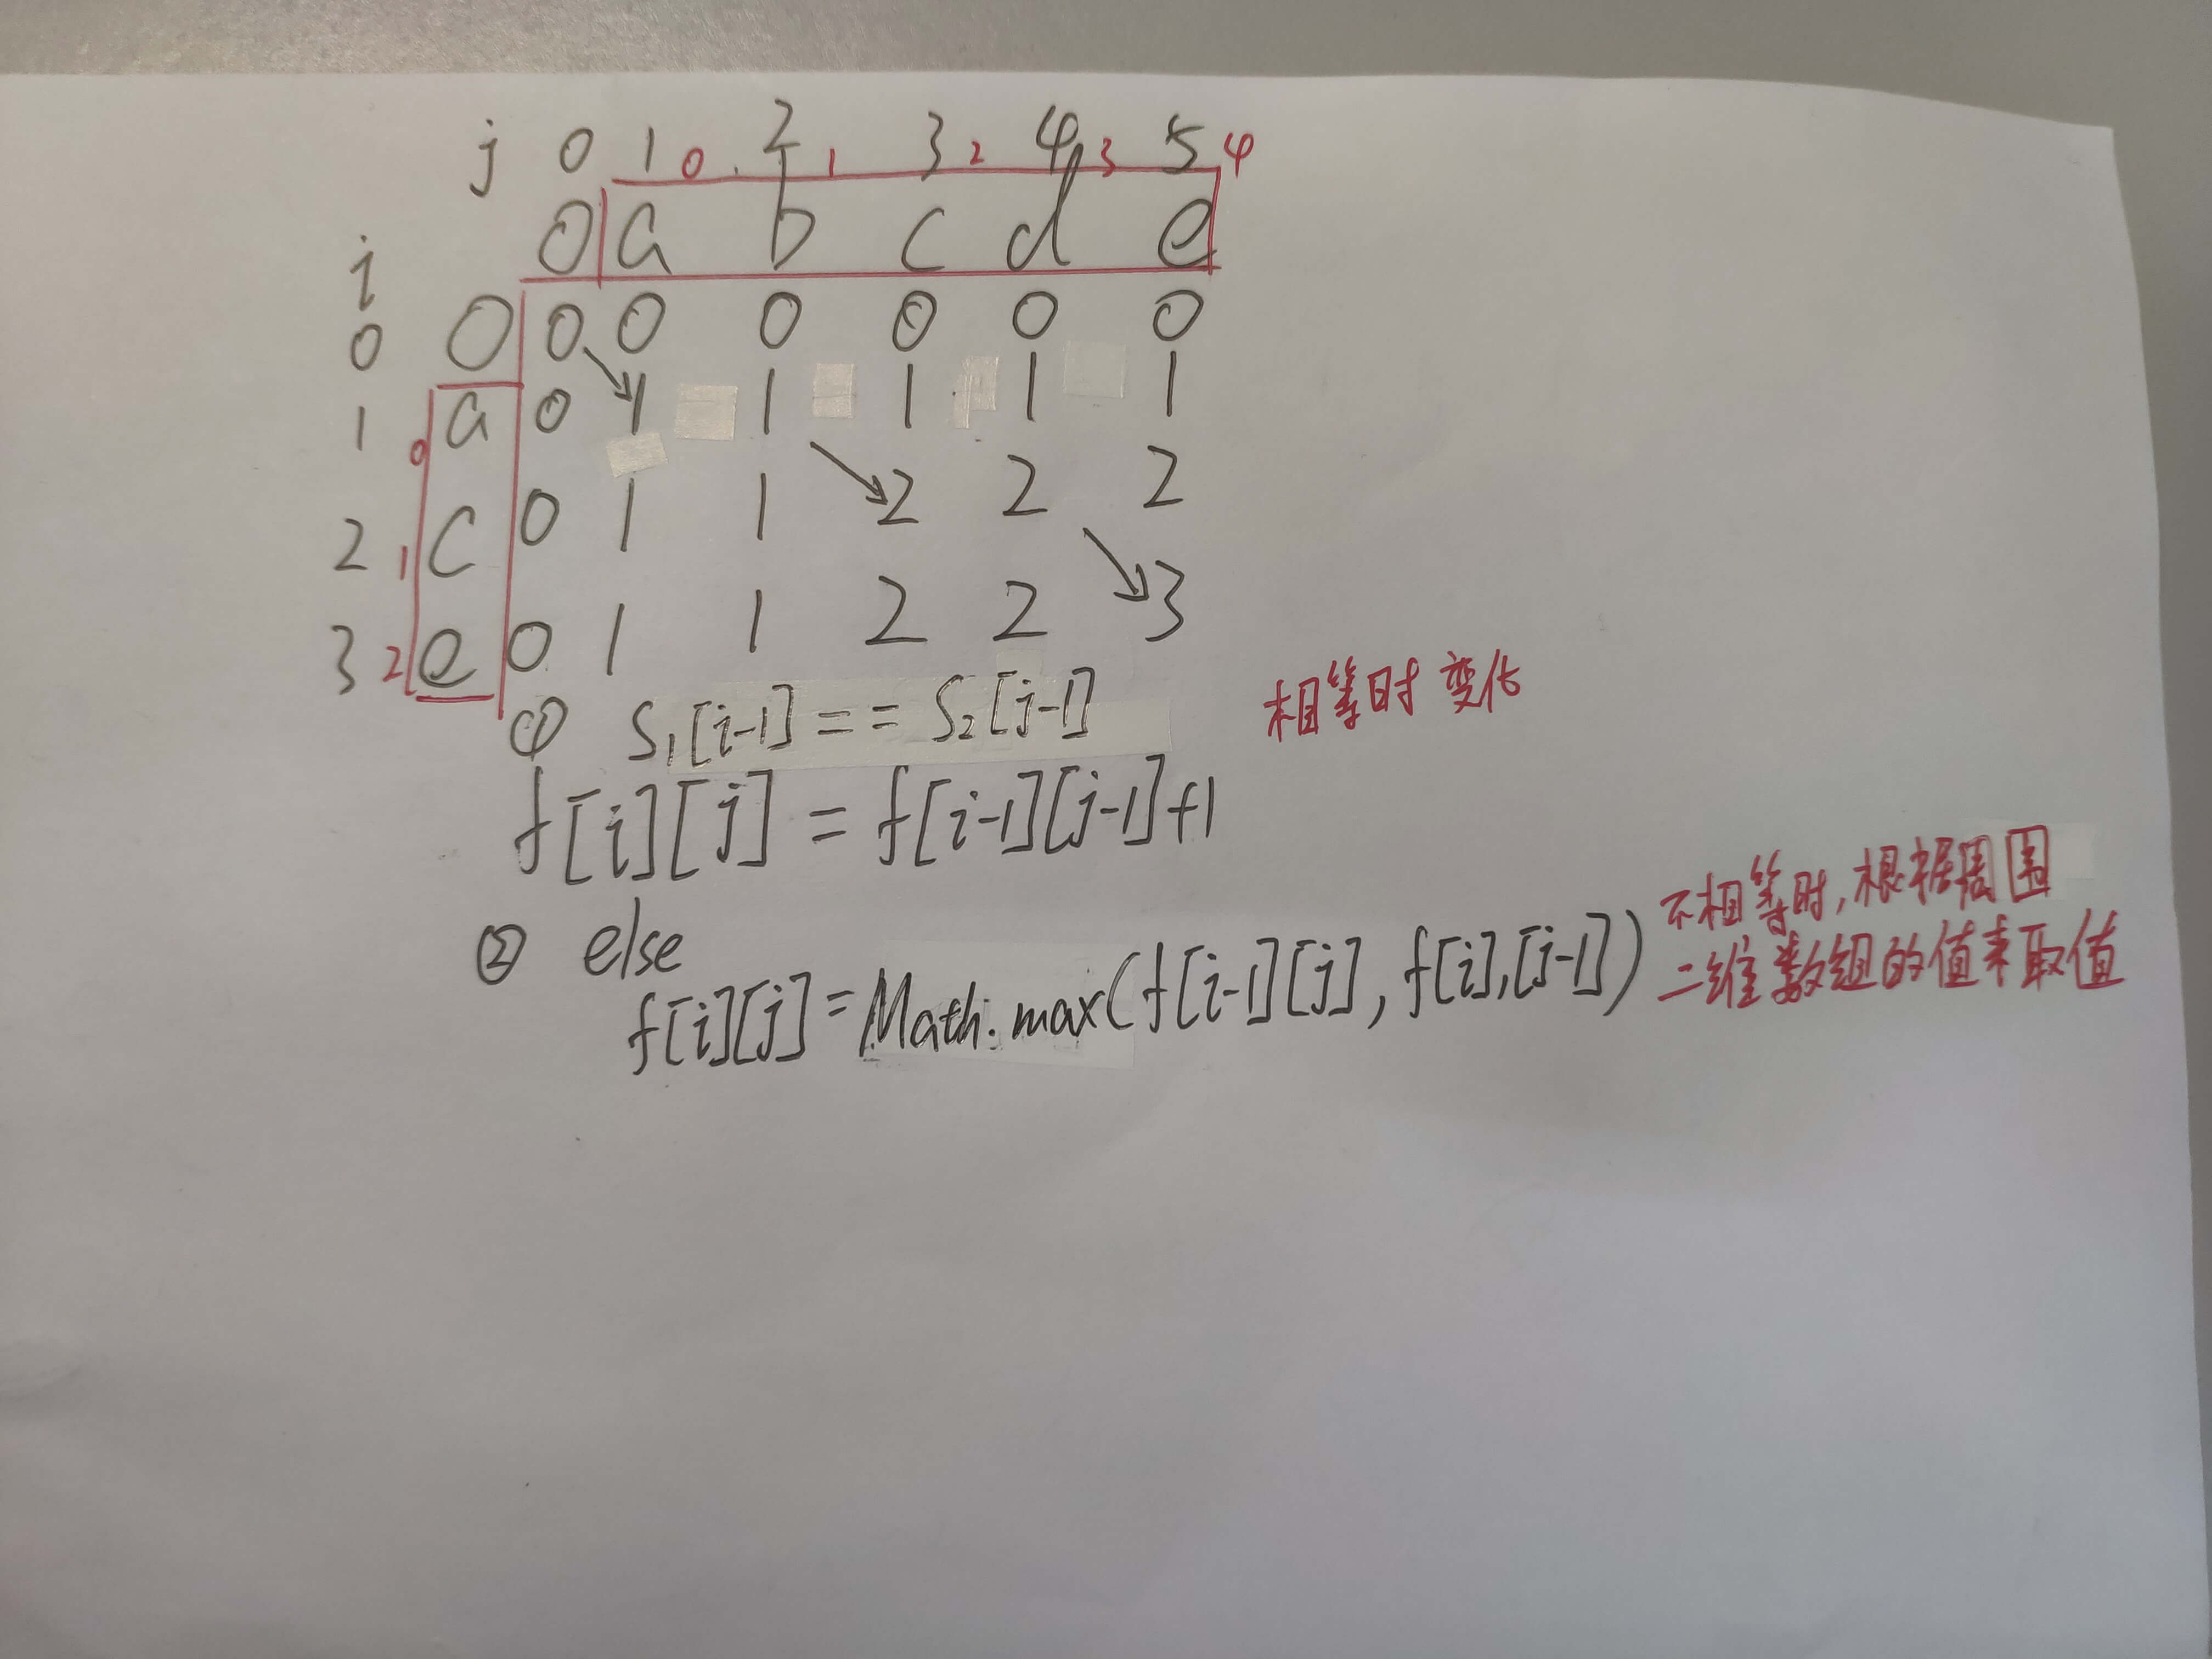 j 0 1 0 2 1 3 2 4 3 5 4
0 a b c d e
i
0 0 0 0 0 0 0 0
1 0 a 0 1 1 1 1 1
2 1 c 0 1 1 2 2 2
3 2 e 0 1 1 2 2 3
① S₁[i-1] == S₂[j-1] 相等时变化
f[i][j] = f[i-1][j-1]+1
② else
f[i][j]=Math.max(f[i-1][j], f[i],[j-1])
不相等时,根据周围
二维数组的值来取值